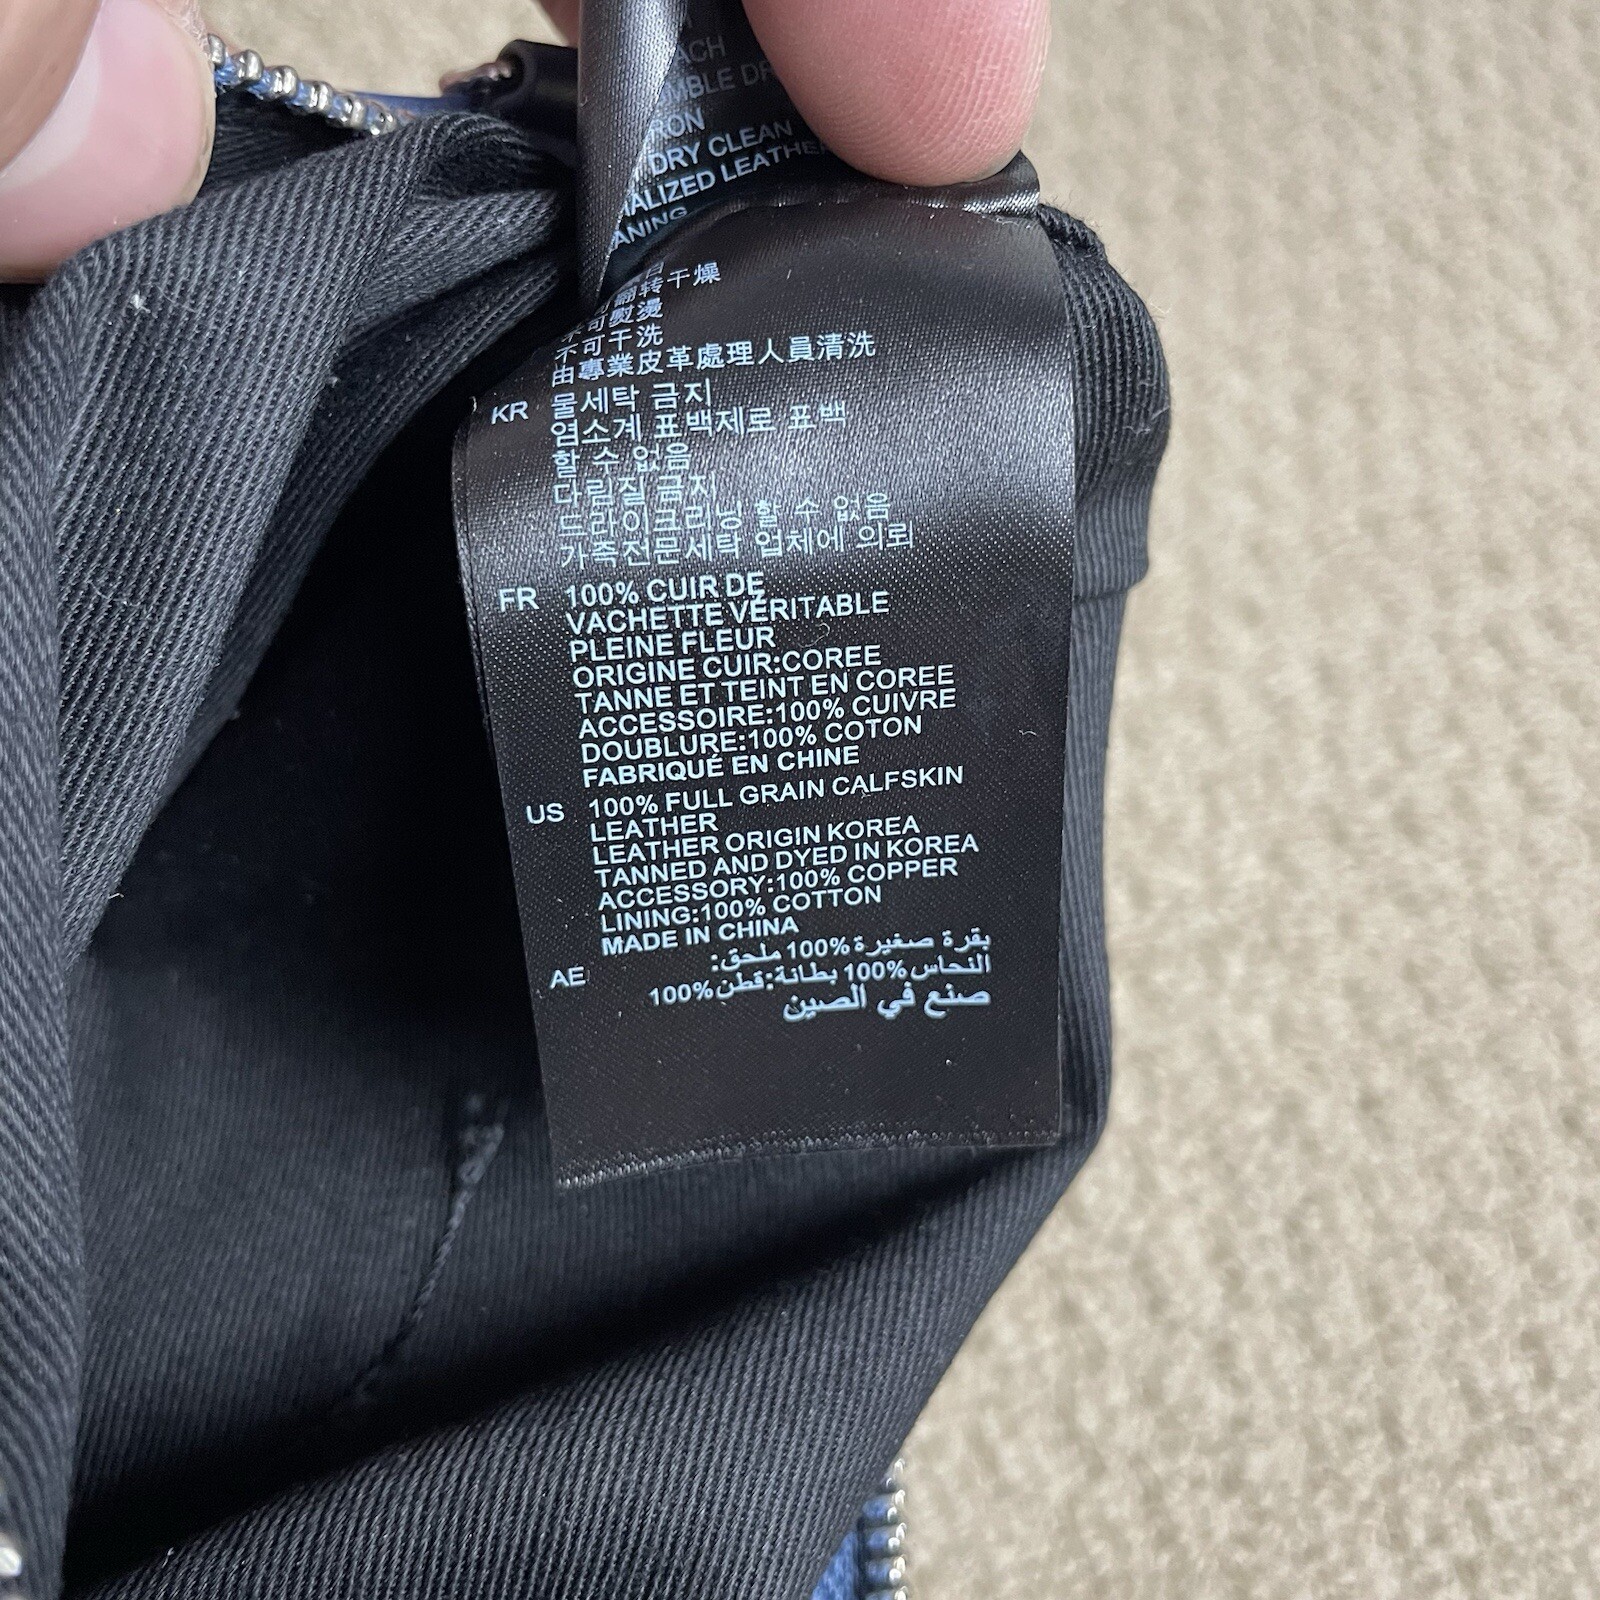 DRY CLEAN
干燥
可熨燙
不可干洗
由專業皮革處理人員清洗
KR 물세탁 금지
염소계 표백제로 표백
할 수 없음
다림질 금지
드라이크리닝 할 수 없음
가죽전문세탁 업체에 의뢰
FR 100% CUIR DE
VACHETTE VÉRITABLE
PLEINE FLEUR
ORIGINE CUIR:COREE
TANNE ET TEINT EN COREE
ACCESSOIRE:100% CUIVRE
DOUBLURE:100% COTON
FABRIQUÉ EN CHINE
US 100% FULL GRAIN CALFSKIN
LEATHER
LEATHER ORIGIN KOREA
TANNED AND DYED IN KOREA
ACCESSORY:100% COPPER
LINING:100% COTTON
MADE IN CHINA
بقرة صغيرة 100% ملحق:
AE النحاس 100% بطانة:قطن 100%
صنع في الصين